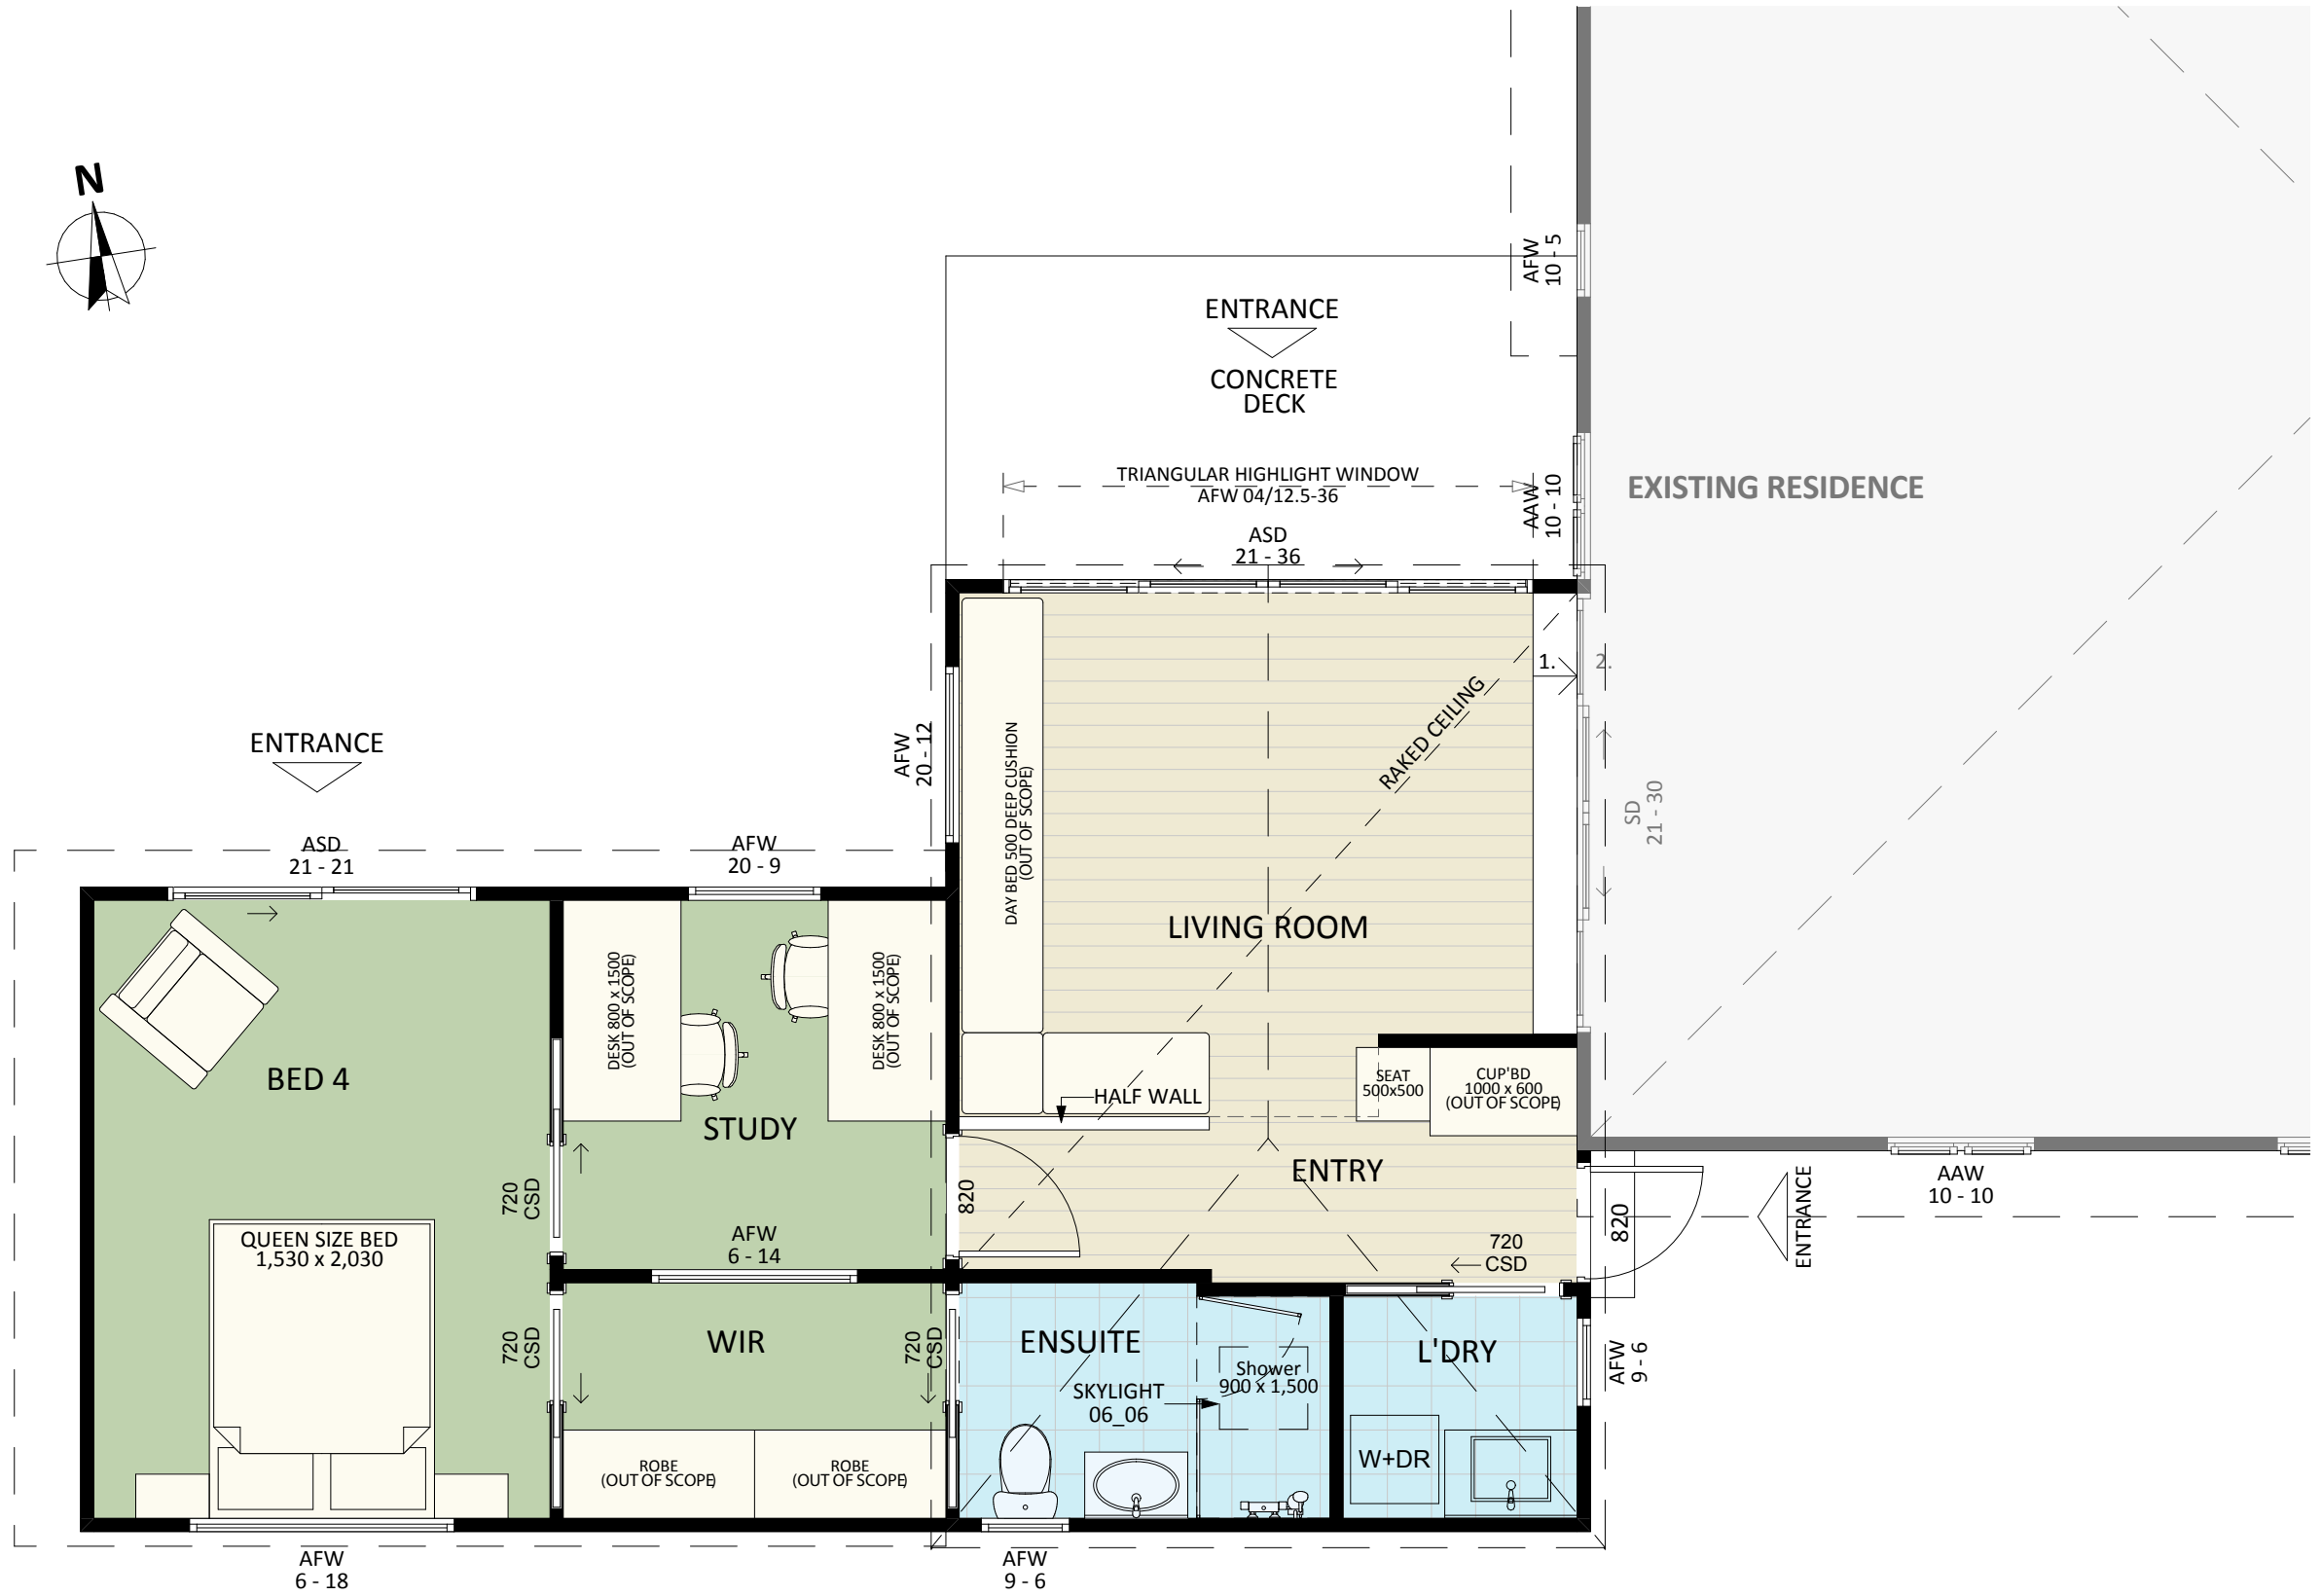 N
AFW
10 - 5
ENTRANCE
CONCRETE
DECK
TRIANGULAR HIGHLIGHT WINDOW
AFW 04/12.5-36
AAW
10 - 10
EXISTING RESIDENCE
ASD
21 - 36
1.
2.
RAKED CEILING
AFW
20 - 12
DAY BED 500 DEEP CUSHION
(OUT OF SCOPE)
SD
21 - 30
ENTRANCE
ASD
21 - 21
AFW
20 - 9
LIVING ROOM
DESK 800 x 1500
(OUT OF SCOPE)
DESK 800 x 1500
(OUT OF SCOPE)
BED 4
STUDY
HALF WALL
SEAT
500x500
CUP'BD
1000 x 600
(OUT OF SCOPE)
ENTRY
820
820
ENTRANCE
AAW
10 - 10
720
CSD
AFW
6 - 14
720
CSD
QUEEN SIZE BED
1,530 x 2,030
720
CSD
WIR
720
CSD
ENSUITE
SKYLIGHT
06_06
Shower
900 x 1,500
L'DRY
AFW
9 - 6
W+DR
ROBE
(OUT OF SCOPE)
ROBE
(OUT OF SCOPE)
AFW
6 - 18
AFW
9 - 6